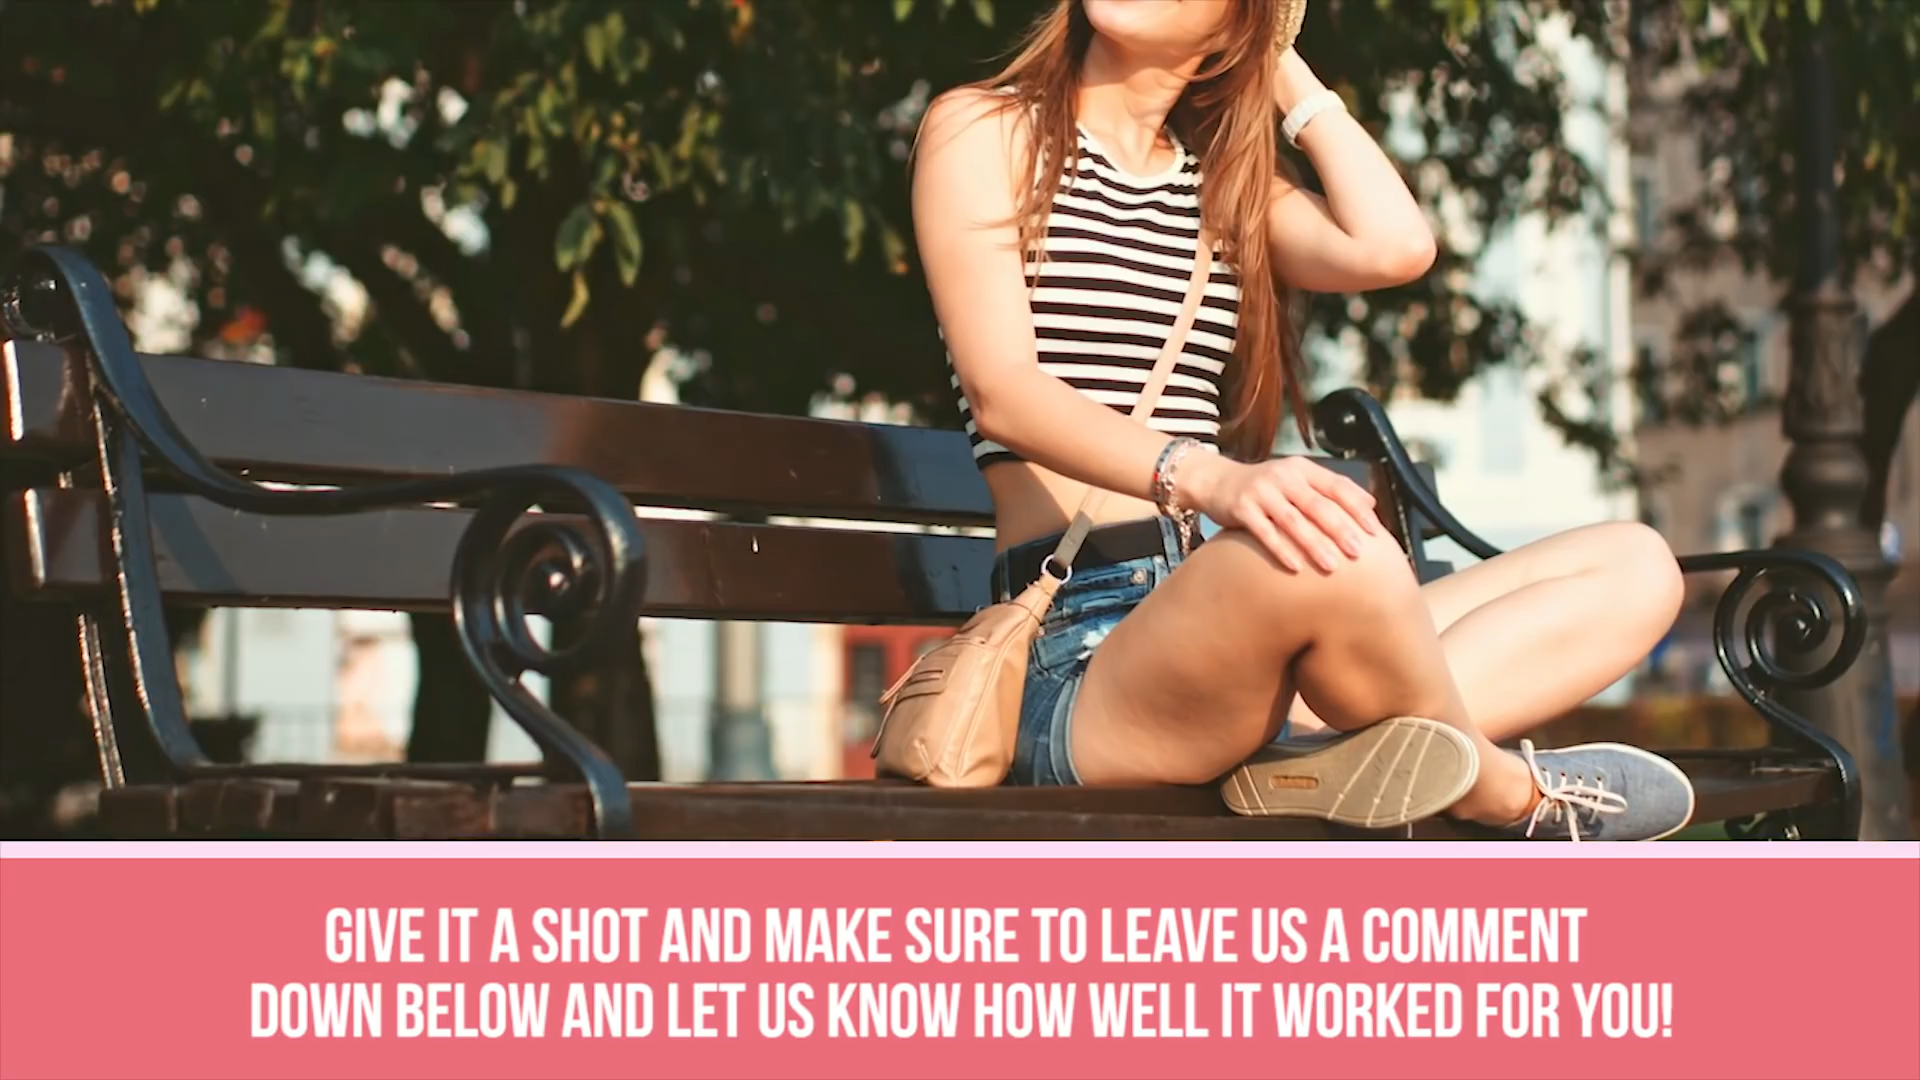 GIVE IT A SHOT AND MAKE SURE TO LEAVE US A COMMENT
DOWN BELOW AND LET US KNOW HOW WELL IT WORKED FOR YOU!